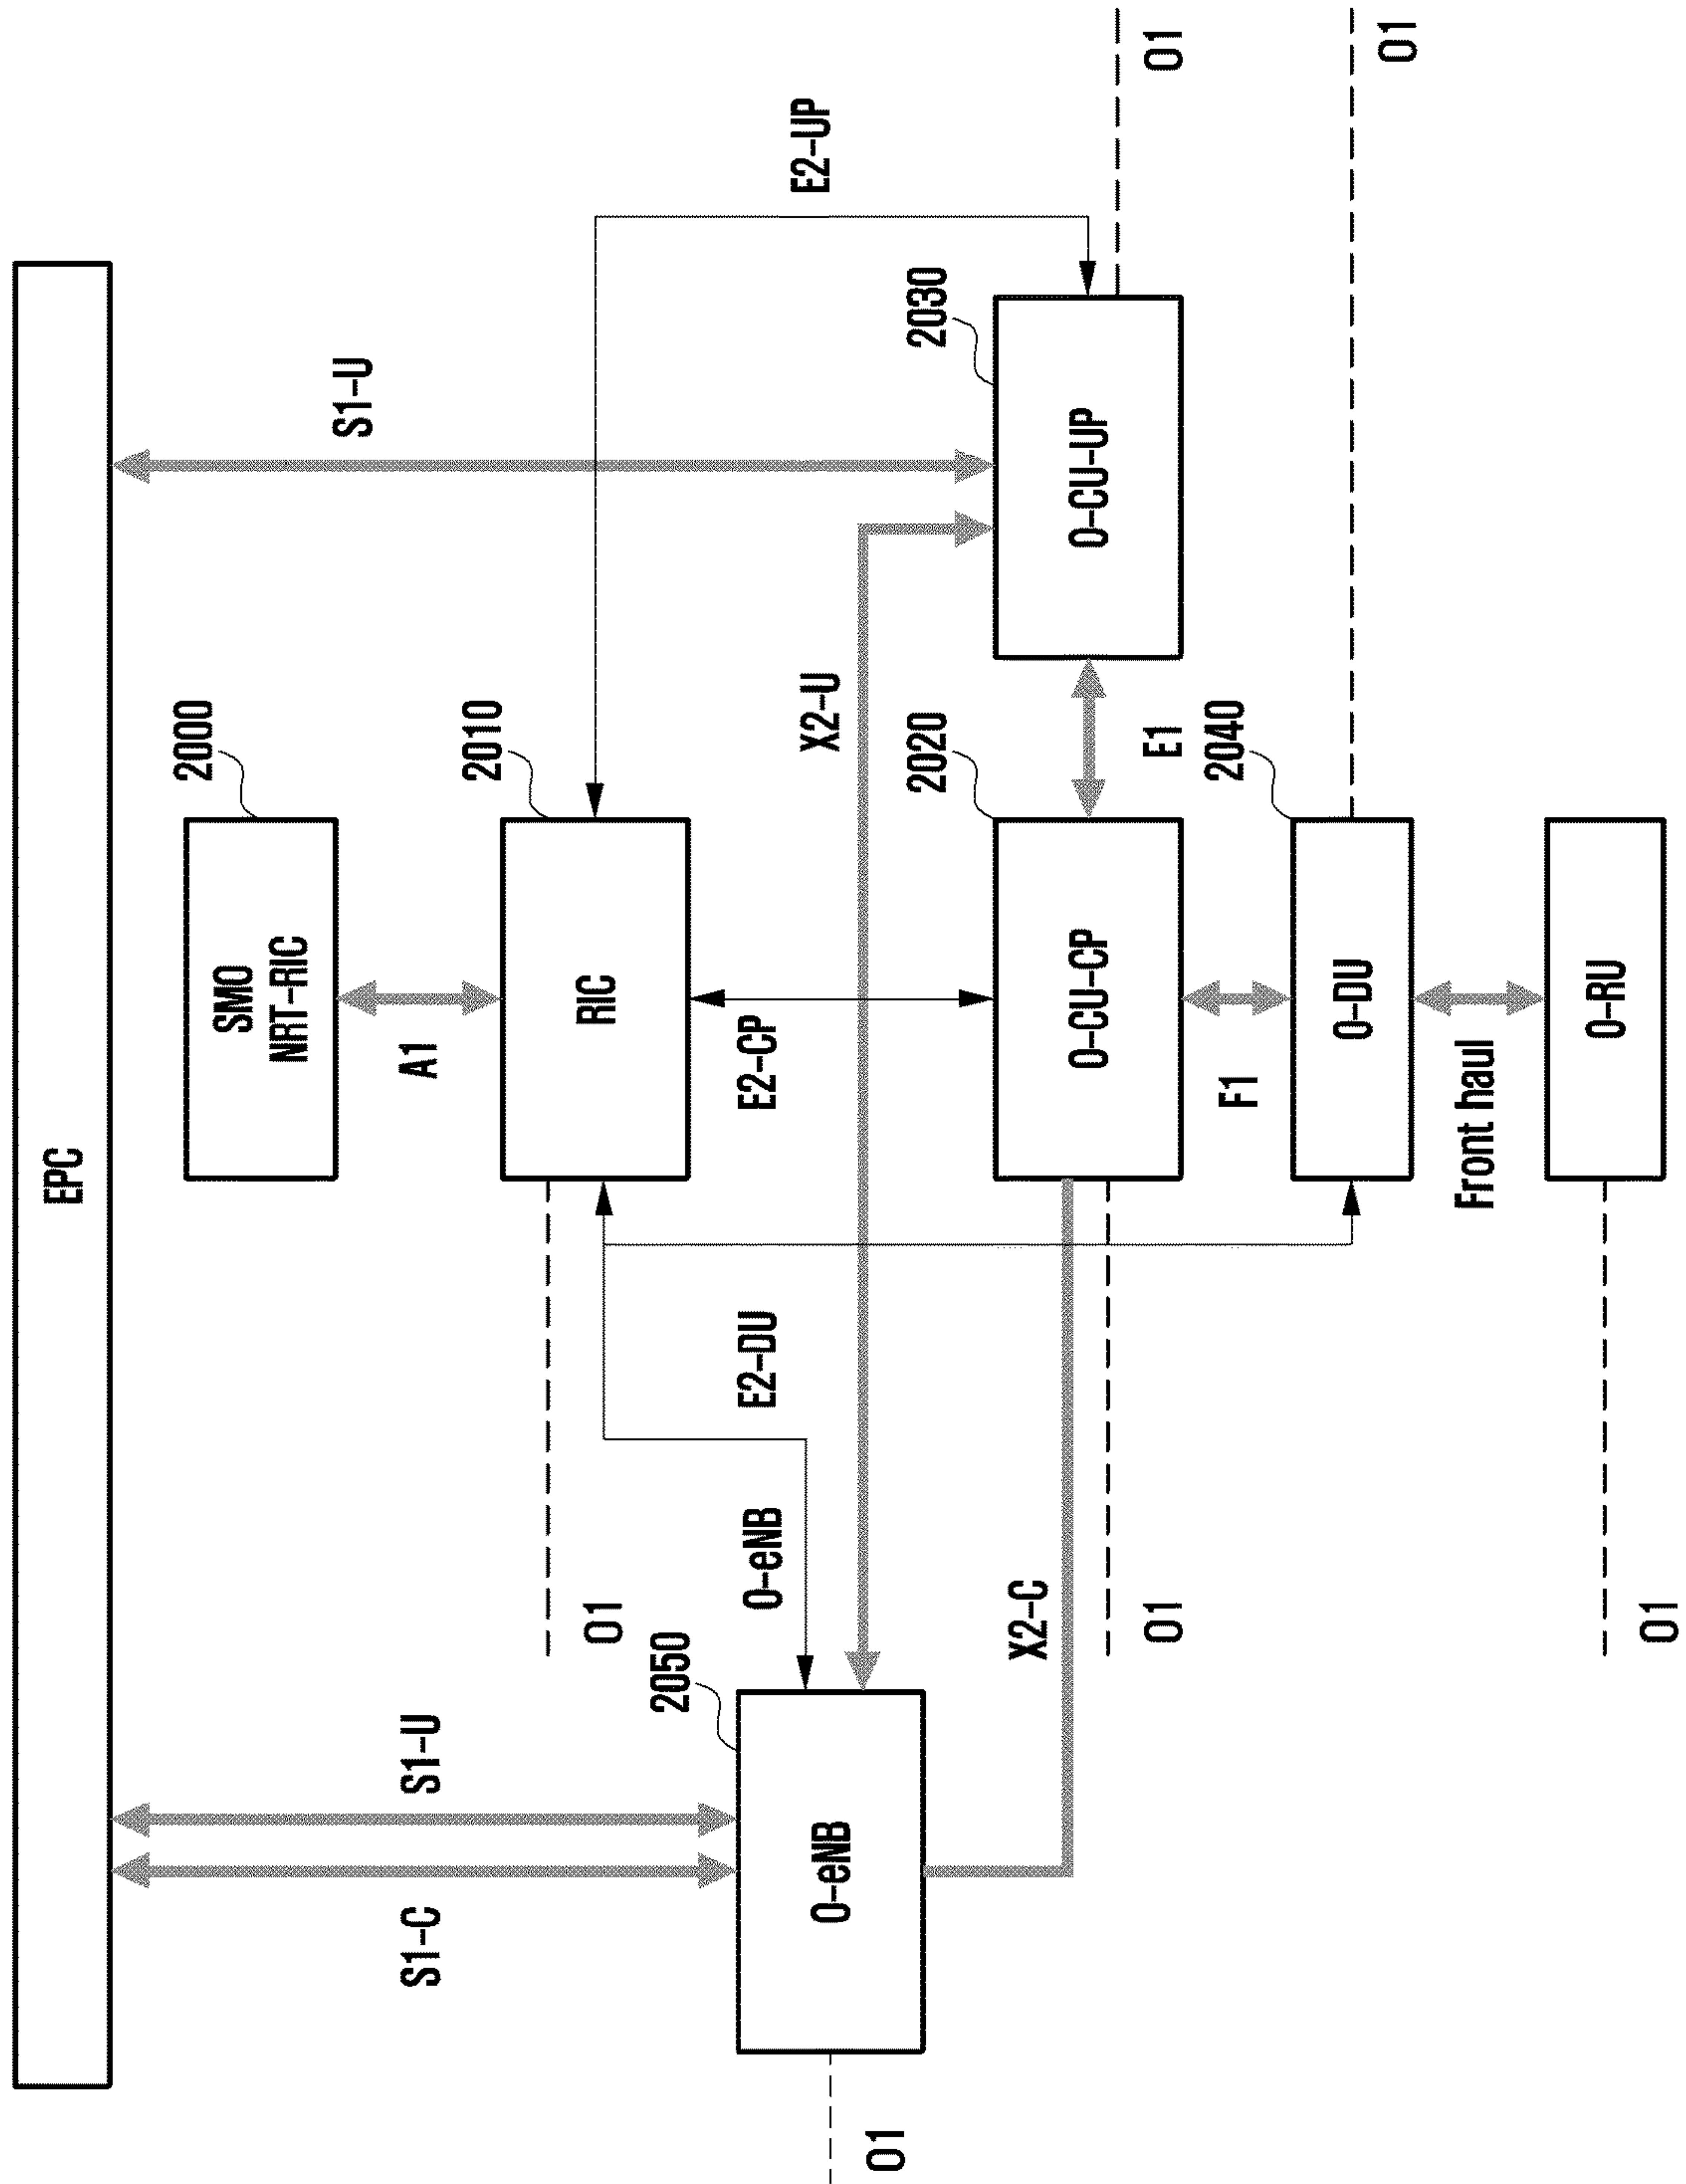 EPC
S1-C
S1-U
S1-U
SMO
NRT-RIC
2000
A1
RIC
2010
O1
E2-UP
2050
O-eNB
O1
O-eNB
E2-DU
E2-CP
X2-U
X2-C
O1
O-CU-CP
2020
E1
O-CU-UP
2030
O1
F1
O-DU
2040
O1
Front haul
O-RU
O1